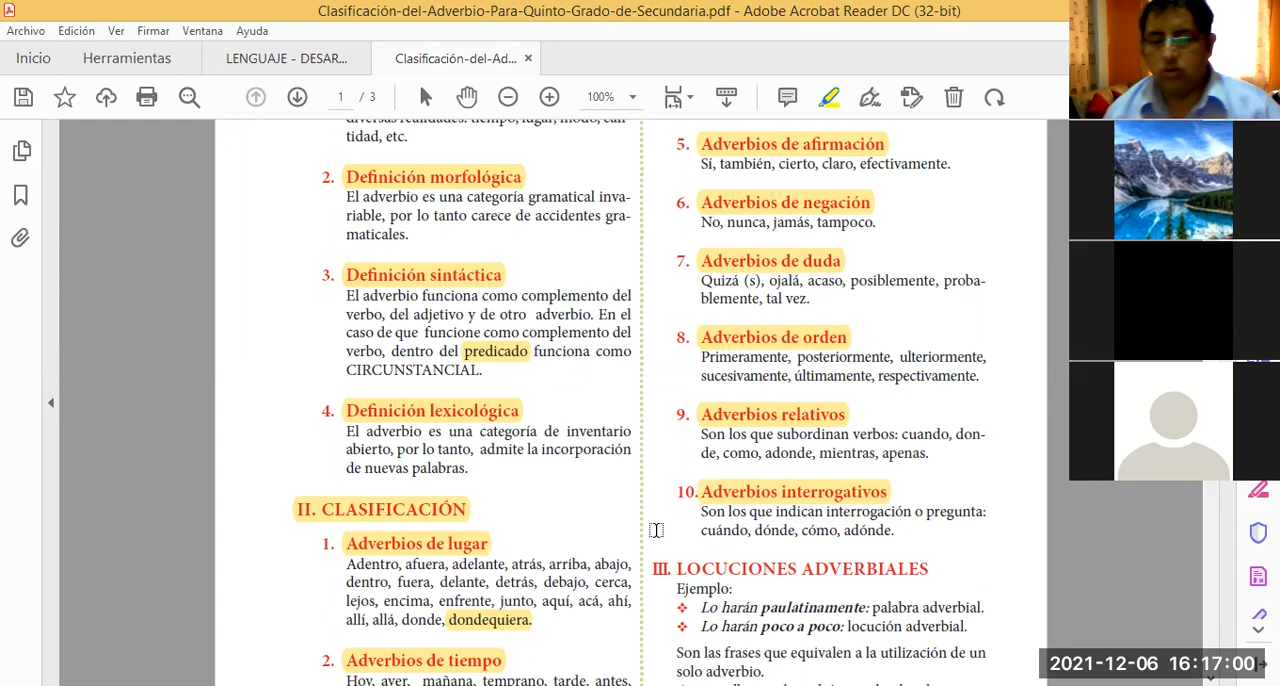 Clasificación-del-Adverbio-Para-Quinto-Grado-de-Secundaria.pdf - Adobe Acrobat Reader DC (32-bit)
Archivo Edición Ver Firmar Ventana Ayuda
Inicio Herramientas LENGUAJE - DESAR... Clasificación-del-Ad... ×
1 / 3 100%
diversas realidades: tiempo, lugar, modo, can-
tidad, etc.
2. Definición morfológica
El adverbio es una categoría gramatical inva-
riable, por lo tanto carece de accidentes gra-
maticales.
3. Definición sintáctica
El adverbio funciona como complemento del
verbo, del adjetivo y de otro adverbio. En el
caso de que funcione como complemento del
verbo, dentro del predicado funciona como
CIRCUNSTANCIAL.
4. Definición lexicológica
El adverbio es una categoría de inventario
abierto, por lo tanto, admite la incorporación
de nuevas palabras.
II. CLASIFICACIÓN
1. Adverbios de lugar
Adentro, afuera, adelante, atrás, arriba, abajo,
dentro, fuera, delante, detrás, debajo, cerca,
lejos, encima, enfrente, junto, aquí, acá, ahí,
allí, allá, donde, dondequiera.
2. Adverbios de tiempo
Hoy, ayer, mañana, temprano, tarde, antes,
5. Adverbios de afirmación
Sí, también, cierto, claro, efectivamente.
6. Adverbios de negación
No, nunca, jamás, tampoco.
7. Adverbios de duda
Quizá (s), ojalá, acaso, posiblemente, proba-
blemente, tal vez.
8. Adverbios de orden
Primeramente, posteriormente, ulteriormente,
sucesivamente, últimamente, respectivamente.
9. Adverbios relativos
Son los que subordinan verbos: cuando, don-
de, como, adonde, mientras, apenas.
10. Adverbios interrogativos
Son los que indican interrogación o pregunta:
cuándo, dónde, cómo, adónde.
III. LOCUCIONES ADVERBIALES
Ejemplo:
❖ Lo harán paulatinamente: palabra adverbial.
❖ Lo harán poco a poco: locución adverbial.
Son las frases que equivalen a la utilización de un
solo adverbio.
2021-12-06 16:17:00